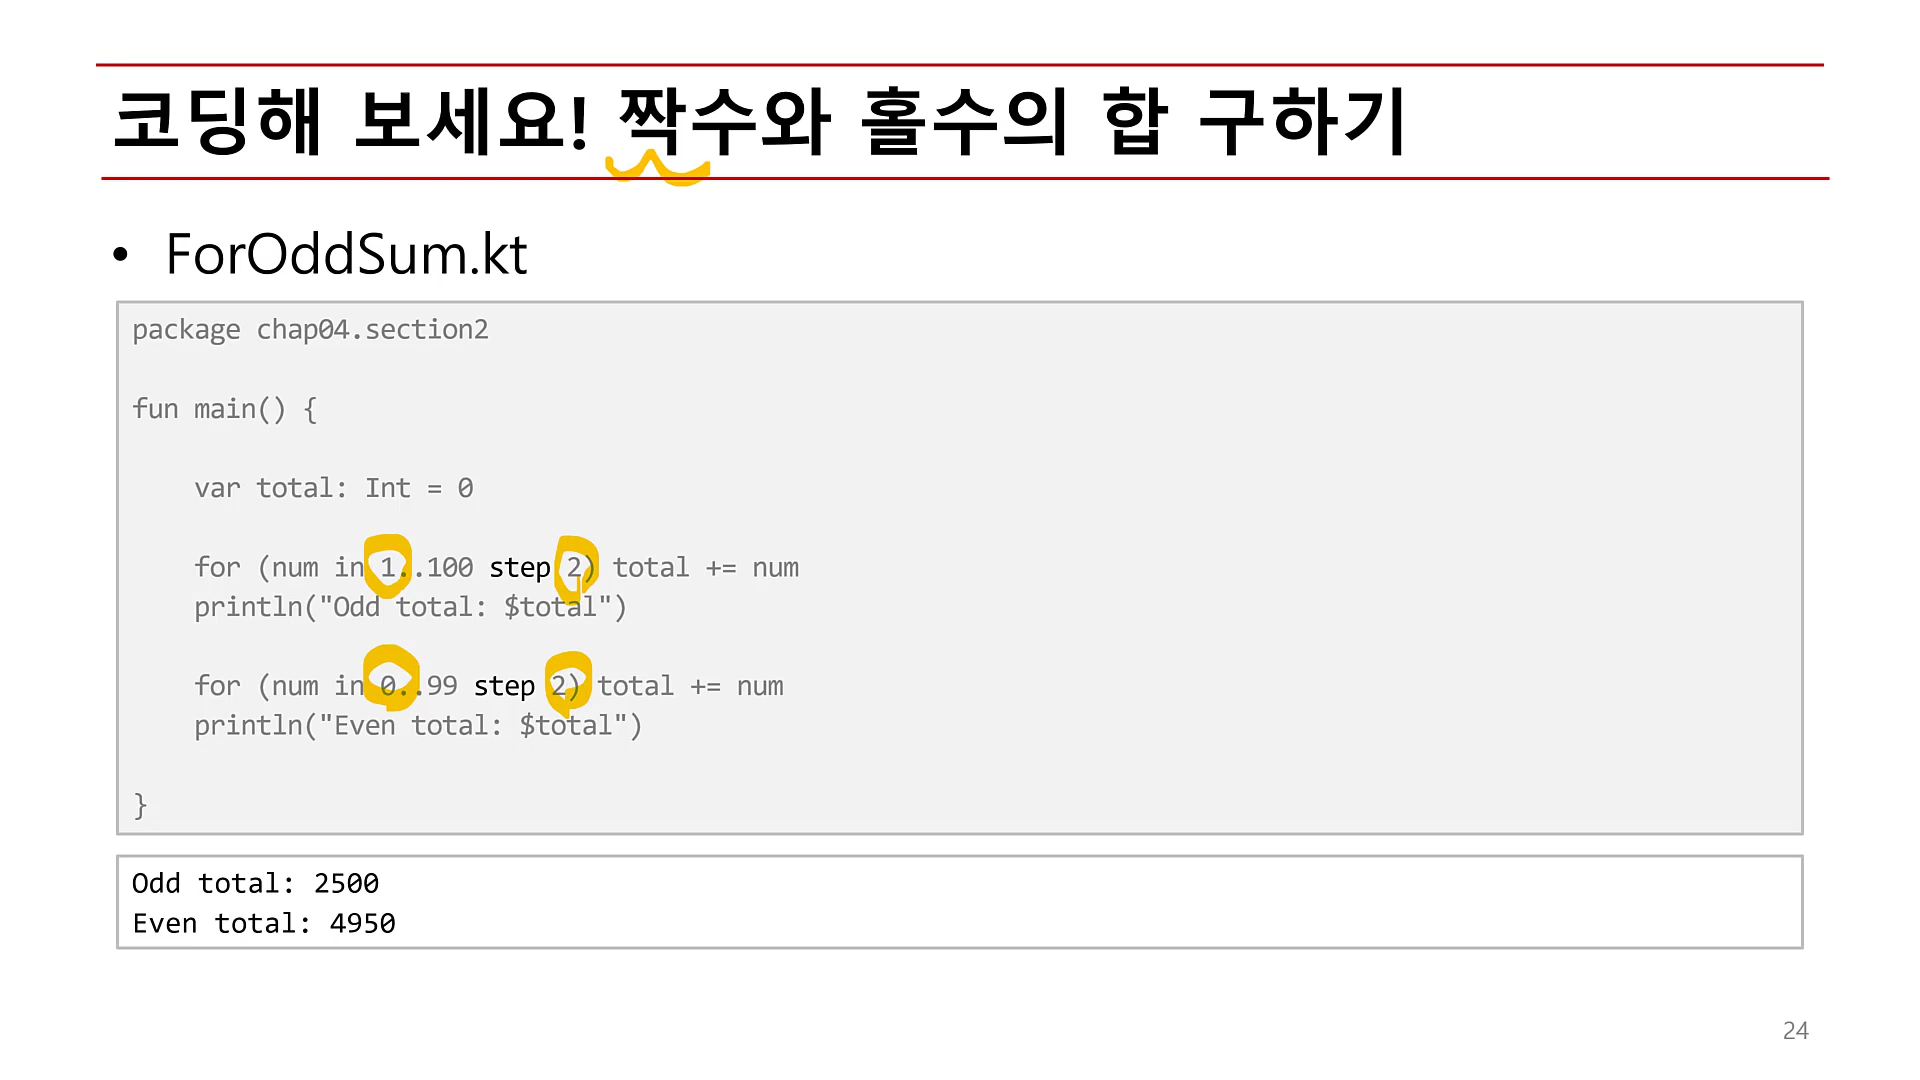 코딩해 보세요! 짝수와 홀수의 합 구하기
• ForOddSum.kt
package chap04.section2
fun main() {
var total: Int = 0
for (num in 1..100 step 2) total += num
println("Odd total: $total")
for (num in 0..99 step 2) total += num
println("Even total: $total")
}
Odd total: 2500
Even total: 4950
24